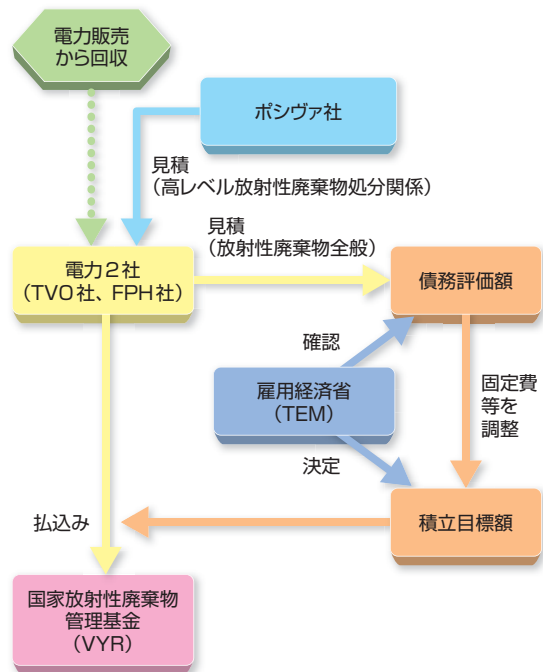 電力販売
から回収
ポシヴァ社
見積
（高レベル放射性廃棄物処分関係）
見積
（放射性廃棄物全般）
電力２社
（TVO社、FPH社）
債務評価額
確認
雇用経済省
（TEM）
固定費
等を
調整
決定
払込み
積立目標額
国家放射性廃棄物
管理基金
（VYR）